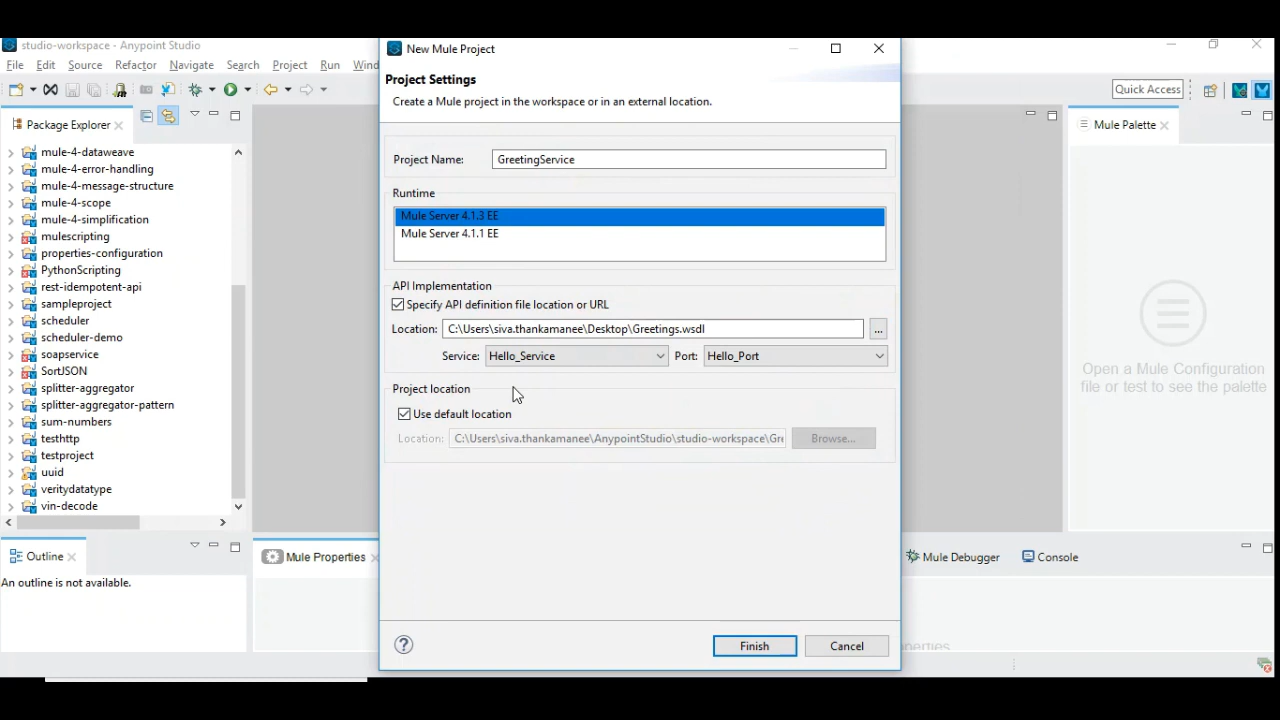 studio-workspace - Anypoint Studio
File Edit Source Refactor Navigate Search Project Run Wind
Quick Access
Package Explorer
mule-4-dataweave
mule-4-error-handling
mule-4-message-structure
mule-4-scope
mule-4-simplification
mulescripting
properties-configuration
PythonScripting
rest-idempotent-api
sampleproject
scheduler
scheduler-demo
soapservice
SortJSON
splitter-aggregator
splitter-aggregator-pattern
sum-numbers
testhttp
testproject
uuid
veritydatatype
vin-decode
Outline
An outline is not available.
New Mule Project
Project Settings
Create a Mule project in the workspace or in an external location.
Project Name: GreetingService
Runtime
Mule Server 4.1.3 EE
Mule Server 4.1.1 EE
API Implementation
Specify API definition file location or URL
Location: C:\Users\siva.thankamanee\Desktop\Greetings.wsdl ...
Service: Hello_Service Port: Hello_Port
Project location
Use default location
Location: C:\Users\siva.thankamanee\AnypointStudio\studio-workspace\Gre Browse...
Finish Cancel
Mule Palette
Open a Mule Configuration
file or test to see the palette
Mule Properties
Mule Debugger Console